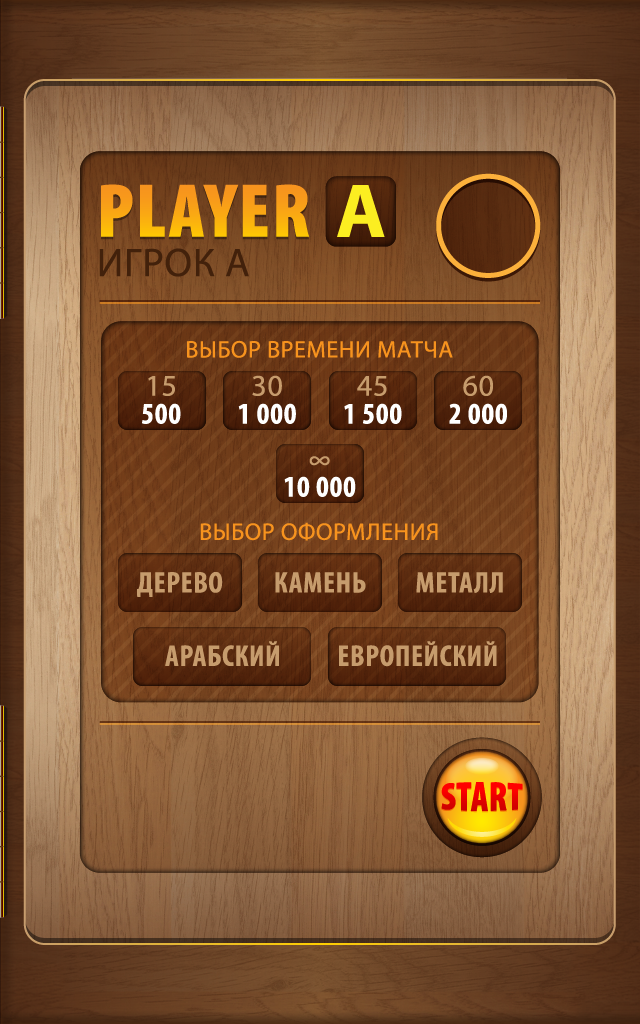 PLAYER A
ИГРОК А
ВЫБОР ВРЕМЕНИ МАТЧА
15 30 45 60
500 1 000 1 500 2 000
∞
10 000
ВЫБОР ОФОРМЛЕНИЯ
ДЕРЕВО КАМЕНЬ МЕТАЛЛ
АРАБСКИЙ ЕВРОПЕЙСКИЙ
START